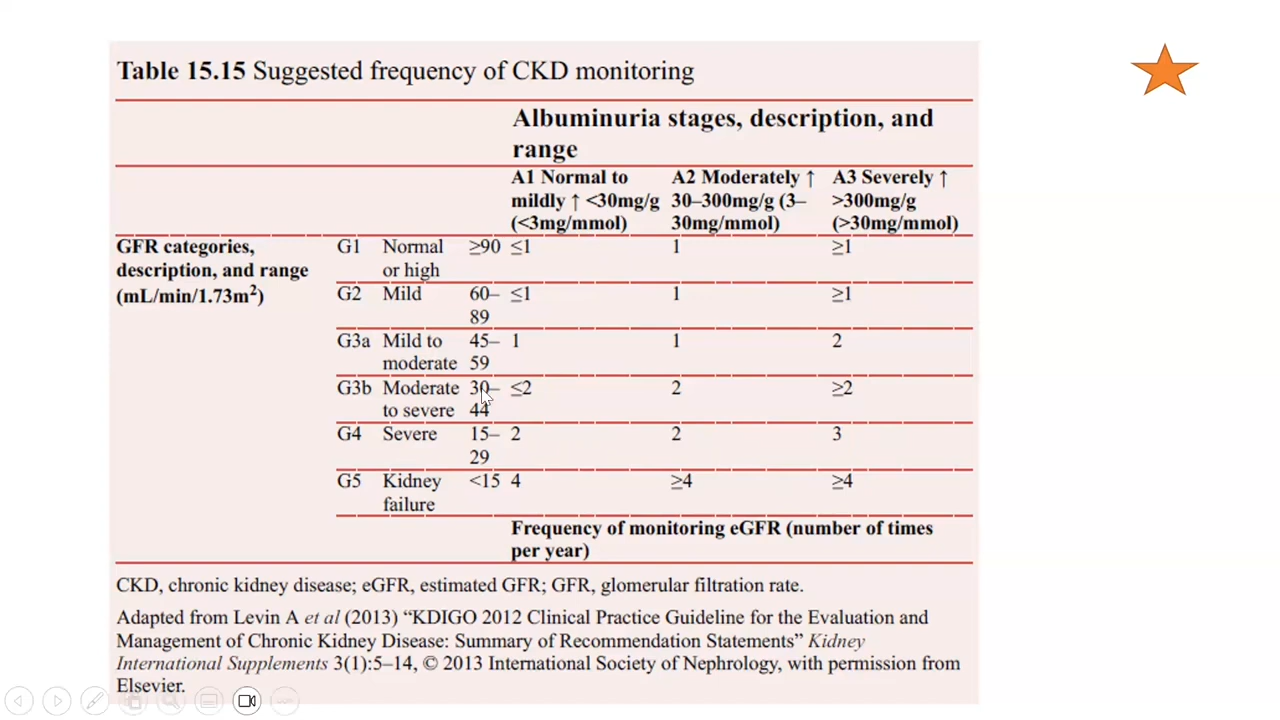 Table 15.15 Suggested frequency of CKD monitoring
Albuminuria stages, description, and
range
A1 Normal to
mildly ↑ <30mg/g
(<3mg/mmol)
A2 Moderately ↑
30–300mg/g (3–
30mg/mmol)
A3 Severely ↑
>300mg/g
(>30mg/mmol)
GFR categories,
description, and range
(mL/min/1.73m²)
G1 Normal ≥90 ≤1 1 ≥1
or high
G2 Mild 60– ≤1 1 ≥1
89
G3a Mild to 45– 1 1 2
moderate 59
G3b Moderate 30– ≤2 2 ≥2
to severe 44
G4 Severe 15– 2 2 3
29
G5 Kidney <15 4 ≥4 ≥4
failure
Frequency of monitoring eGFR (number of times
per year)
CKD, chronic kidney disease; eGFR, estimated GFR; GFR, glomerular filtration rate.
Adapted from Levin A et al (2013) “KDIGO 2012 Clinical Practice Guideline for the Evaluation and
Management of Chronic Kidney Disease: Summary of Recommendation Statements” Kidney
International Supplements 3(1):5–14, © 2013 International Society of Nephrology, with permission from
Elsevier.